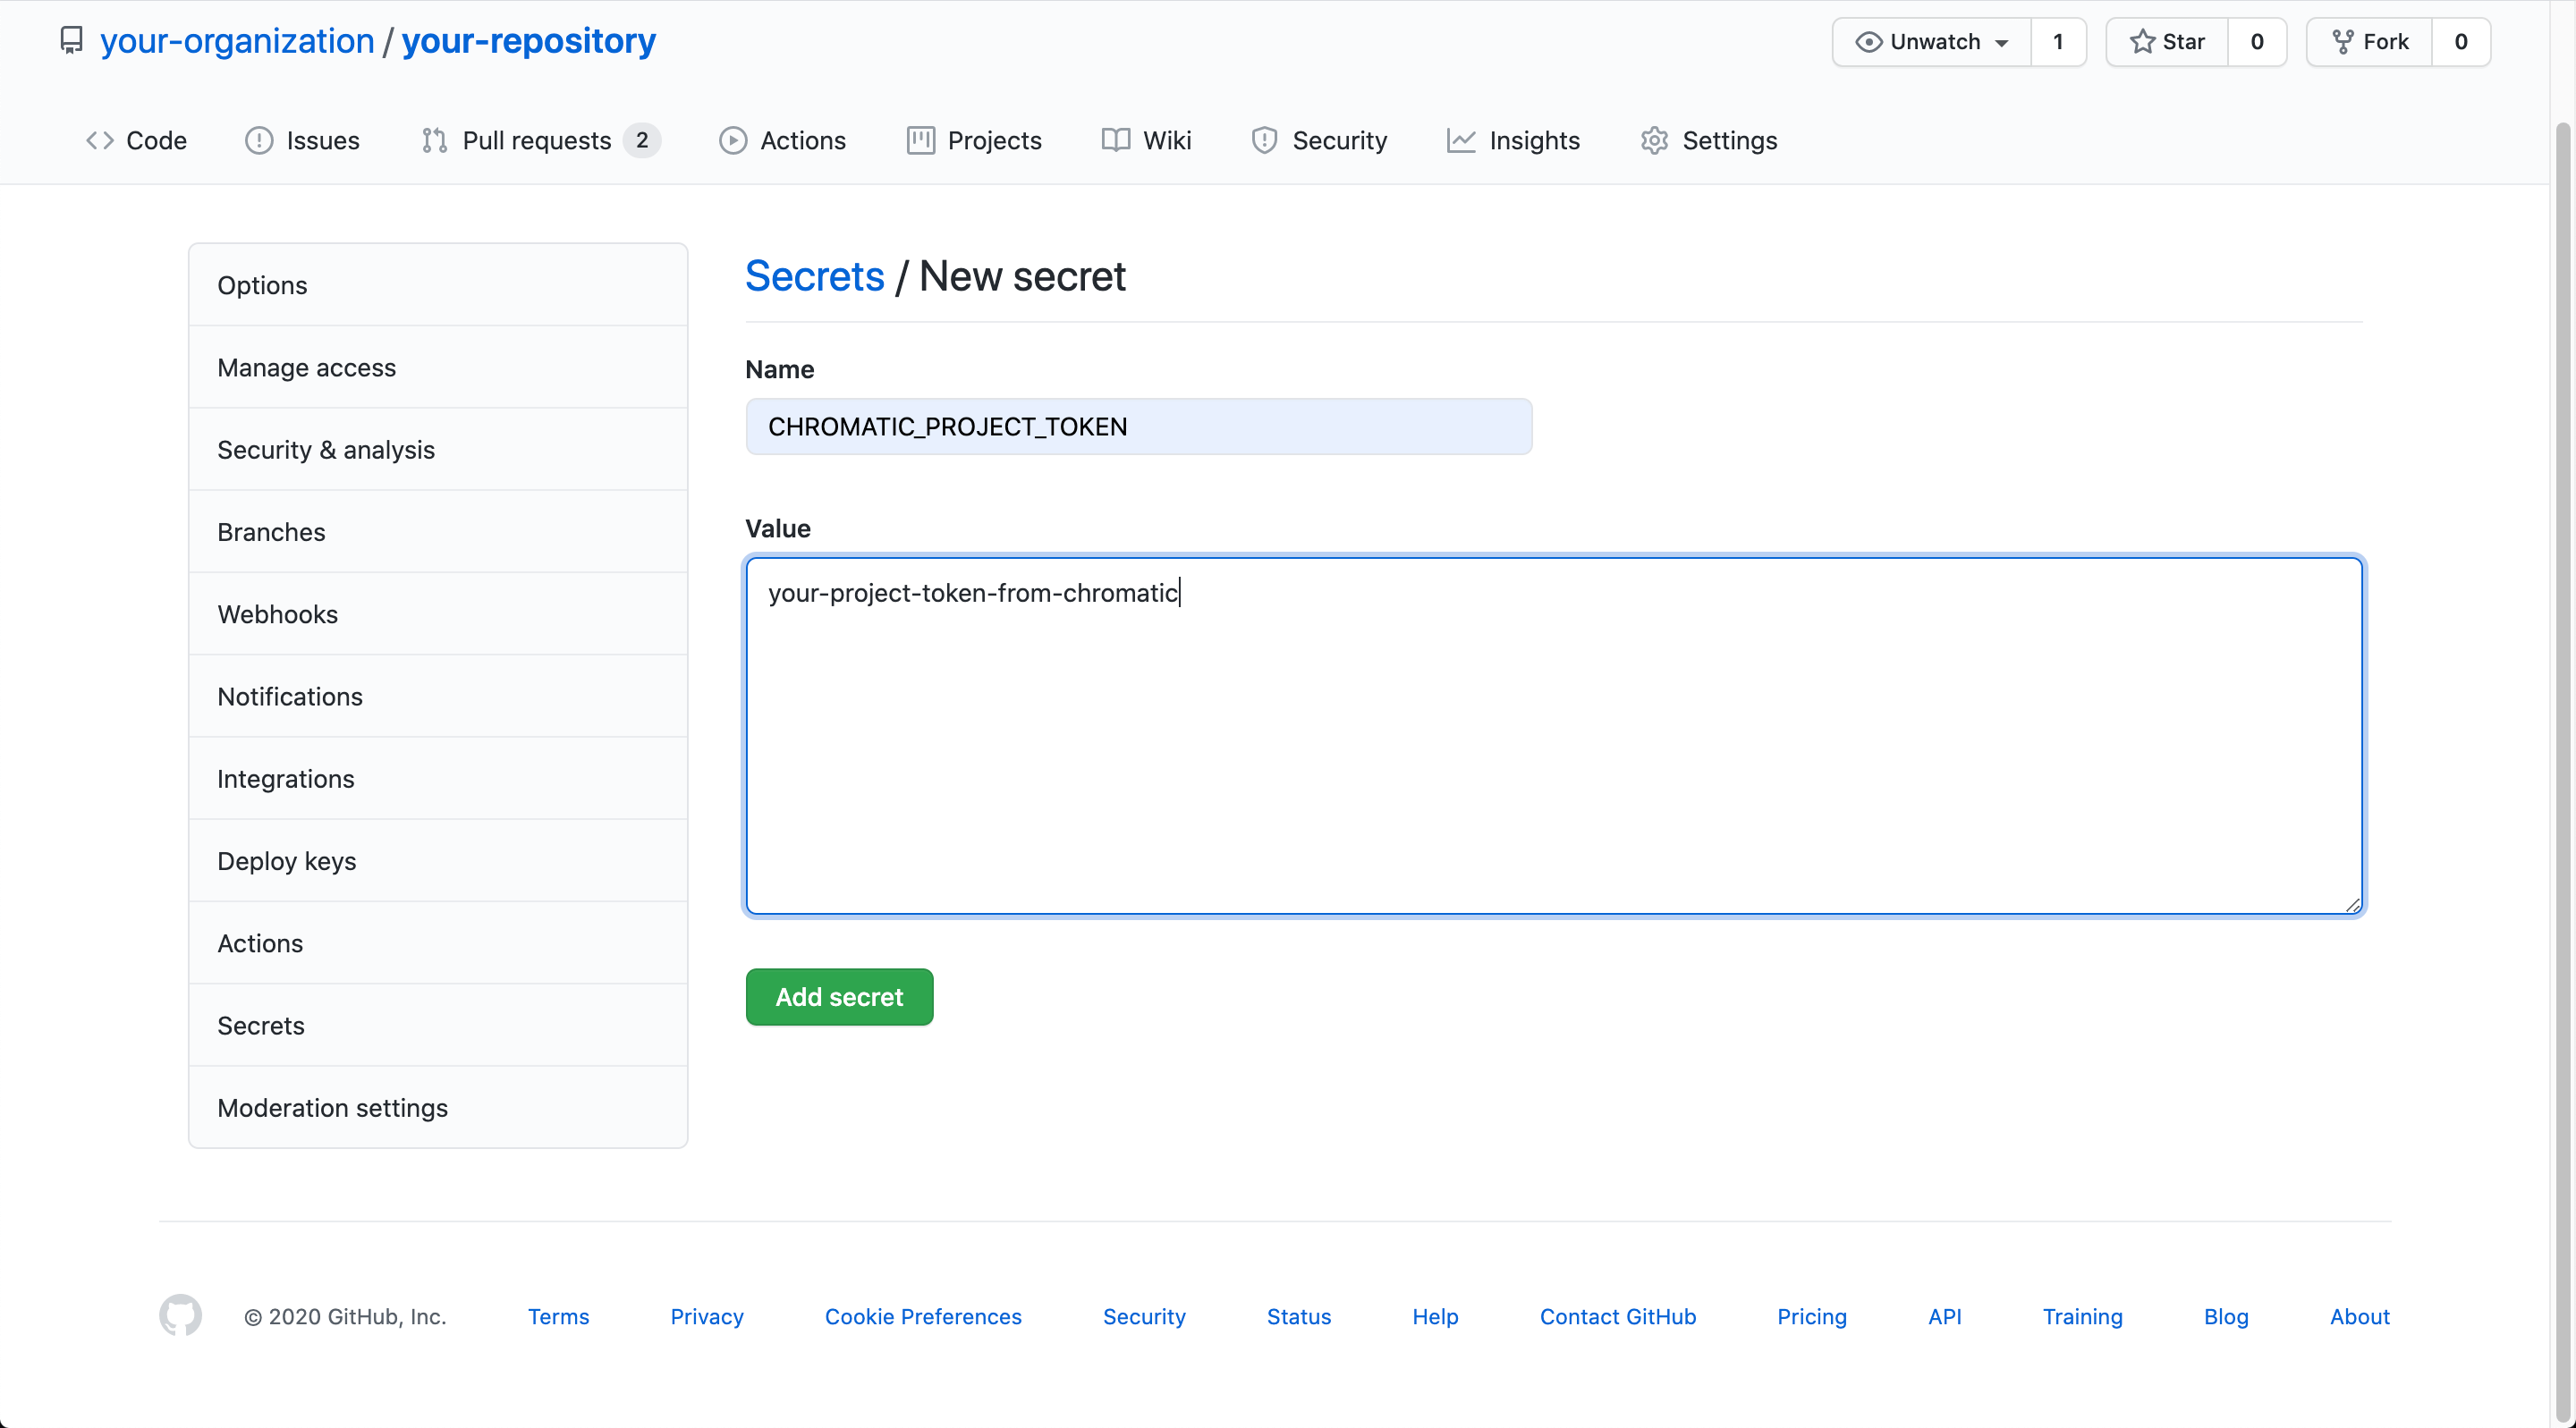 your-organization / your-repository
Unwatch 1 Star 0 Fork 0
Code Issues Pull requests 2 Actions Projects Wiki Security Insights Settings
Options
Manage access
Security & analysis
Branches
Webhooks
Notifications
Integrations
Deploy keys
Actions
Secrets
Moderation settings
Secrets / New secret
Name
CHROMATIC_PROJECT_TOKEN
Value
your-project-token-from-chromatic
Add secret
© 2020 GitHub, Inc. Terms Privacy Cookie Preferences Security Status Help Contact GitHub Pricing API Training Blog About